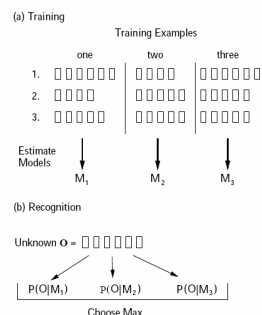 (a) Training
Training Examples
one two three
1.
2.
3.
Estimate
Models
M₁ M₂ M₃
(b) Recognition
Unknown O =
P(O|M₁) P(O|M₂) P(O|M₃)
Choose Max